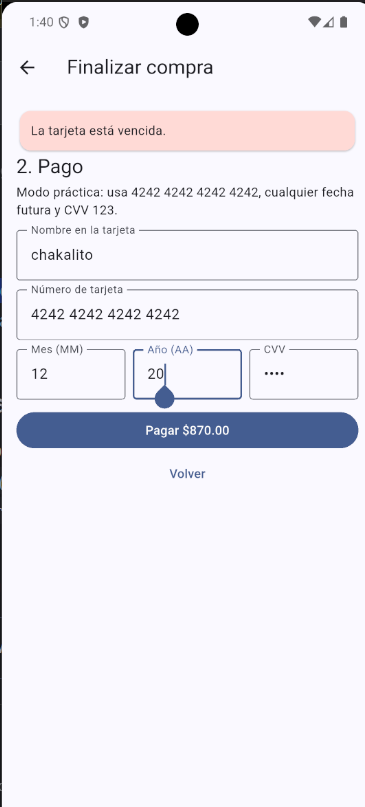 1:40
Finalizar compra
La tarjeta está vencida.
2. Pago
Modo práctica: usa 4242 4242 4242 4242, cualquier fecha
futura y CVV 123.
Nombre en la tarjeta
chakalito
Número de tarjeta
4242 4242 4242 4242
Mes (MM) Año (AA) CVV
12 20 ••••
Pagar $870.00
Volver